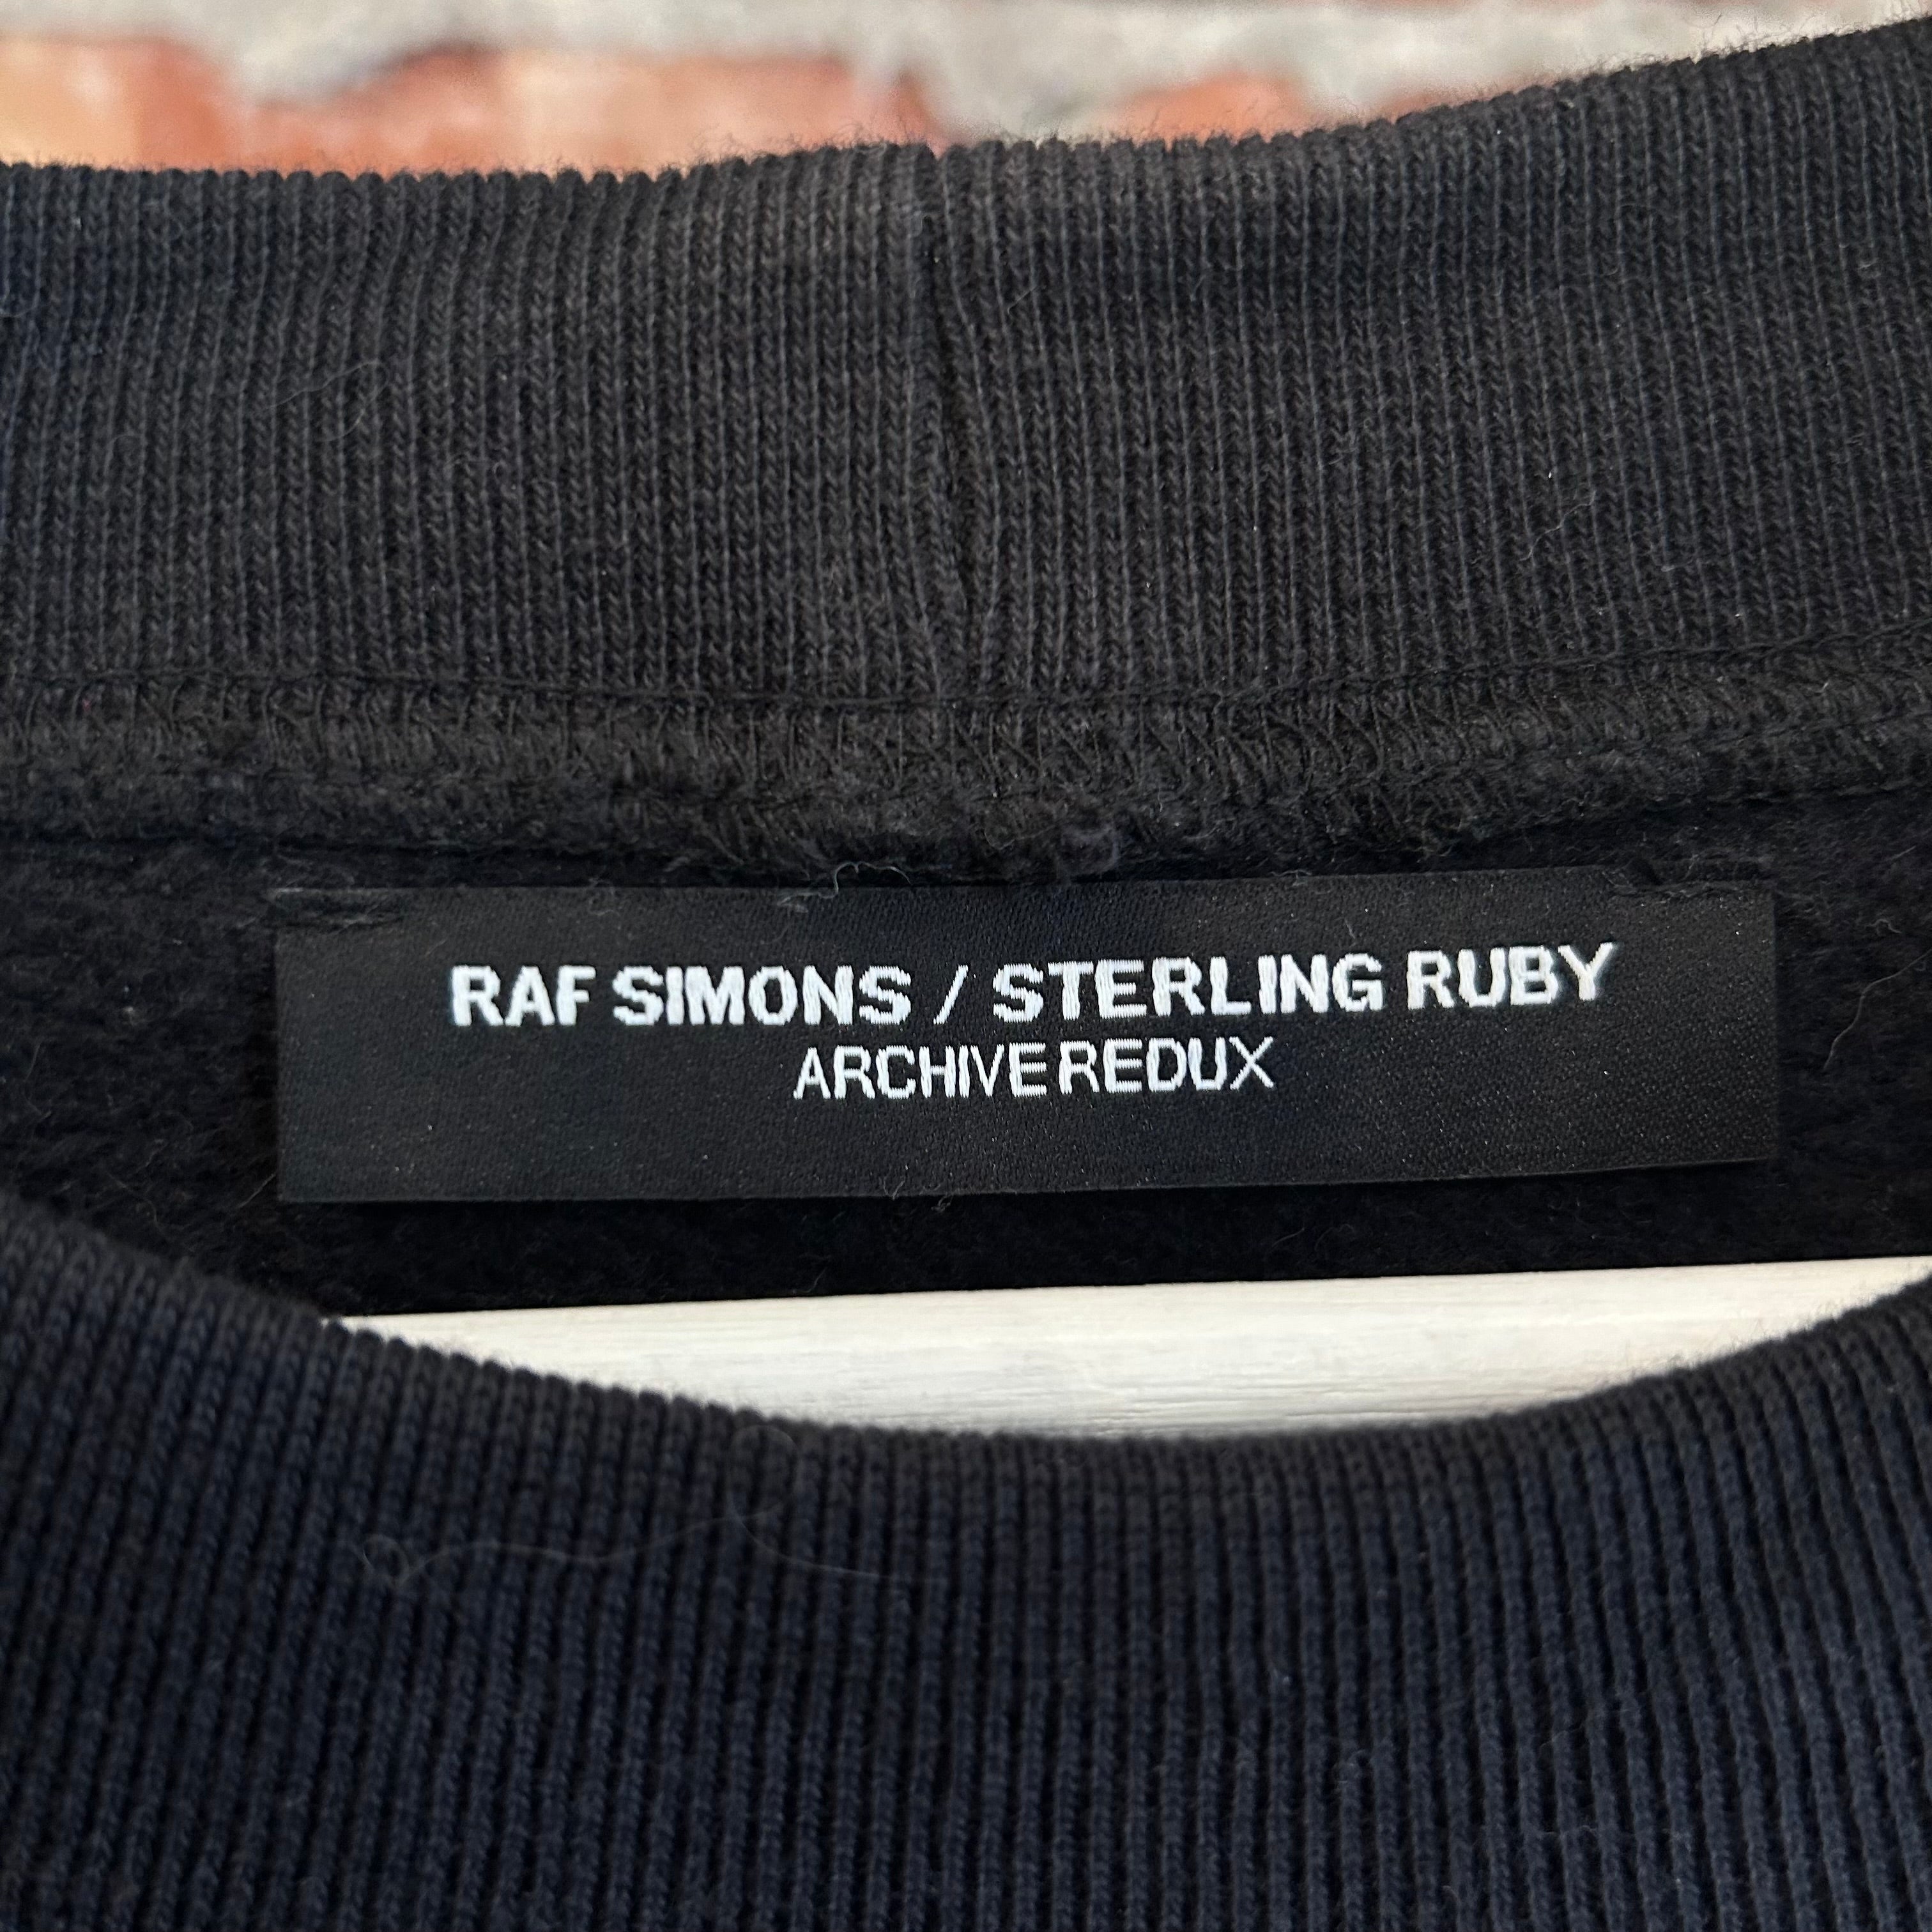 RAF SIMONS / STERLING RUBY
ARCHIVE REDUX